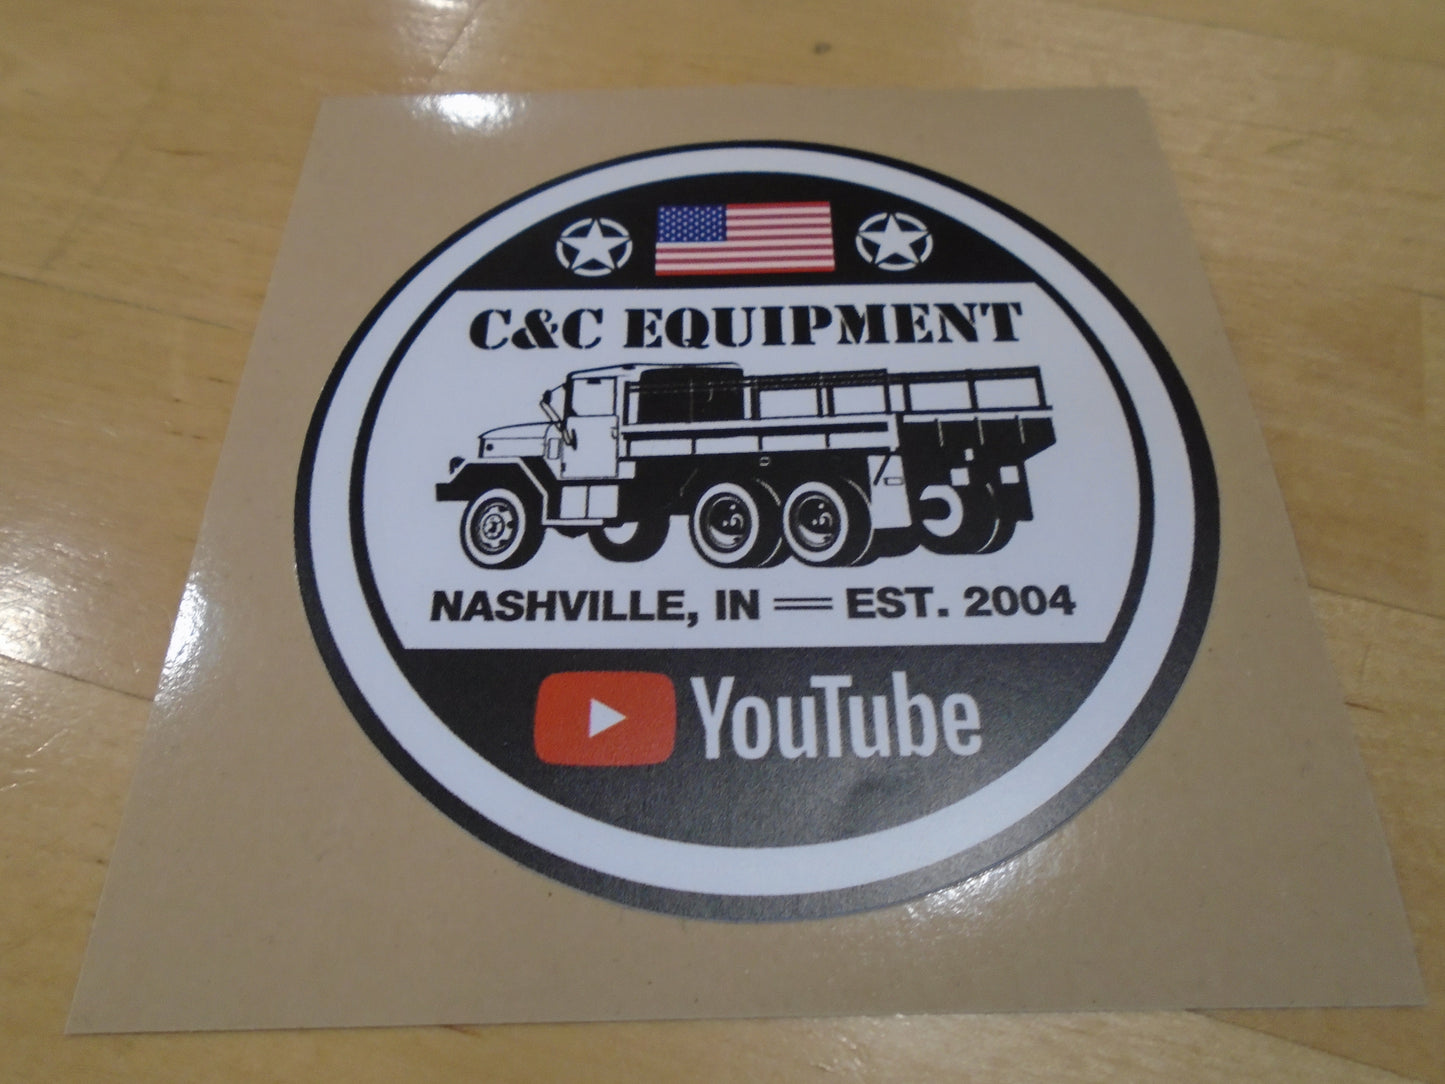 C&C EQUIPMENT
NASHVILLE, IN = EST. 2004
YouTube